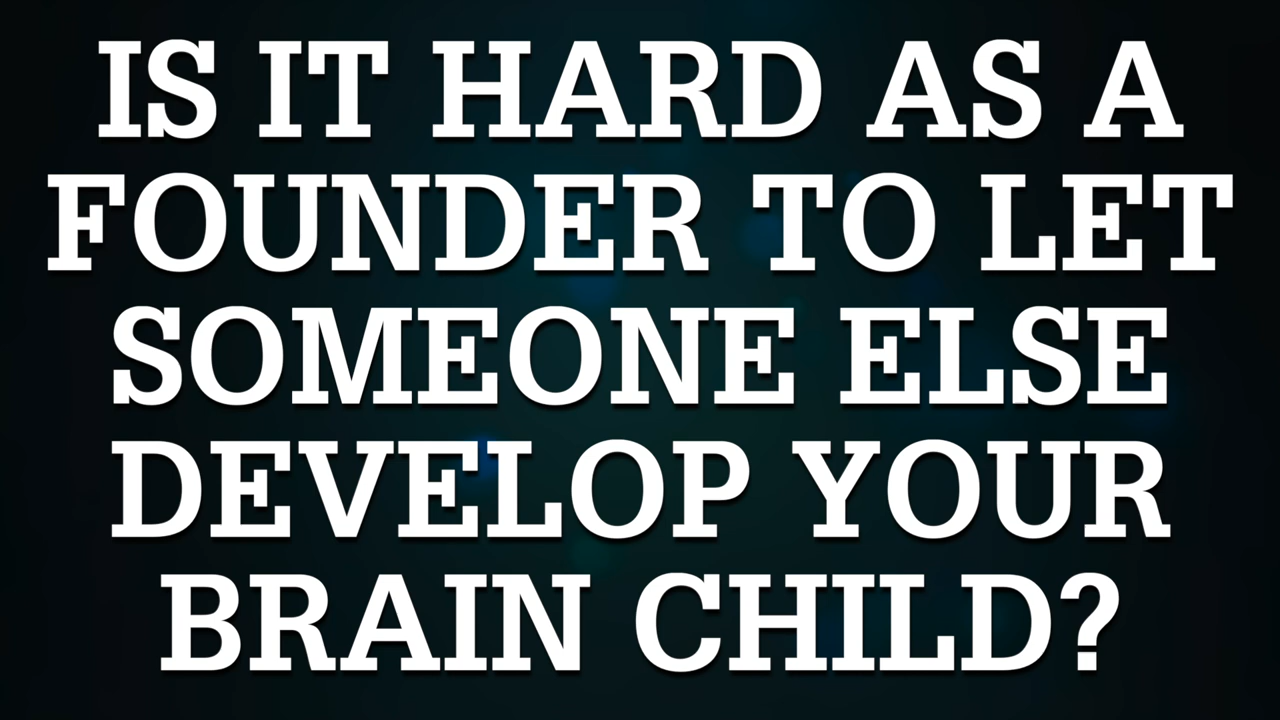 IS IT HARD AS A
FOUNDER TO LET
SOMEONE ELSE
DEVELOP YOUR
BRAIN CHILD?